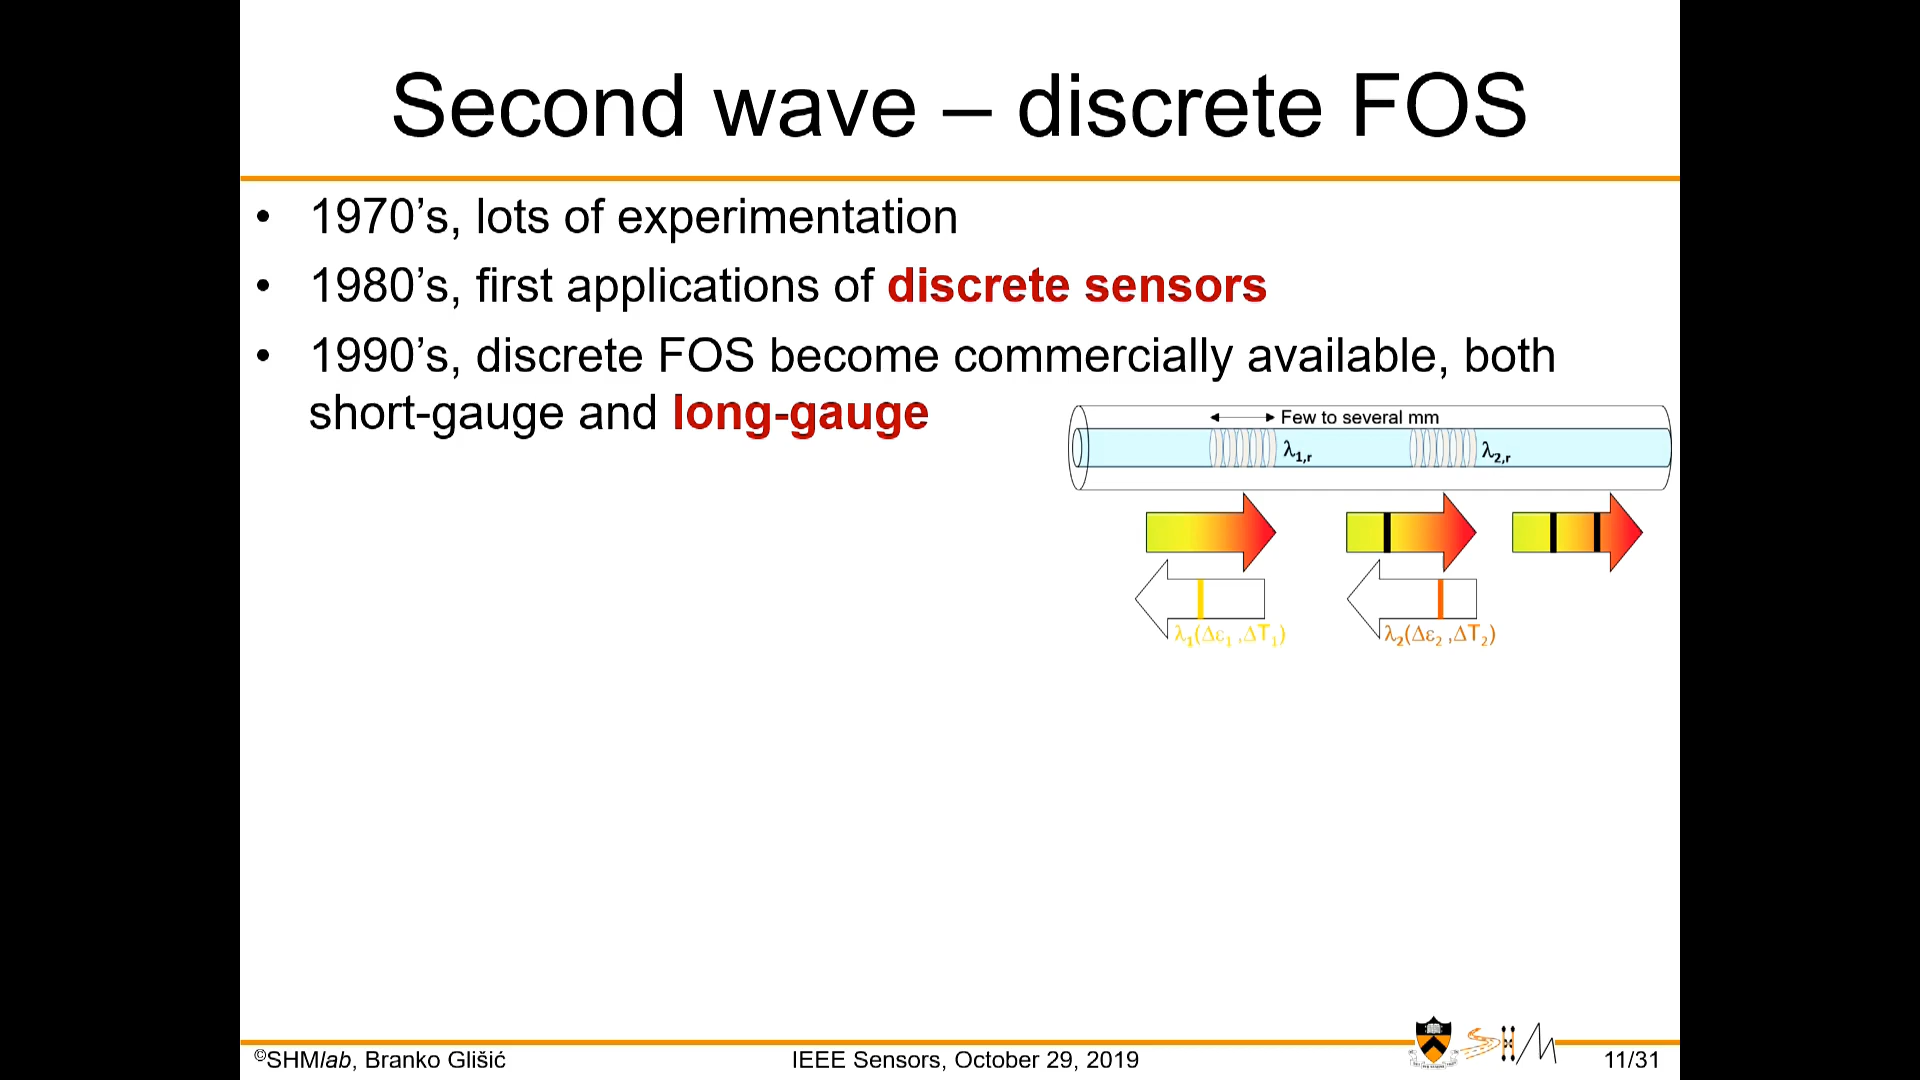 Second wave – discrete FOS
• 1970’s, lots of experimentation
• 1980’s, first applications of discrete sensors
• 1990’s, discrete FOS become commercially available, both
short-gauge and long-gauge
Few to several mm
λ1,r
λ2,r
λ1(Δε1 ,ΔT1)
λ2(Δε2 ,ΔT2)
©SHMlab, Branko Glišić
IEEE Sensors, October 29, 2019
SHM
11/31